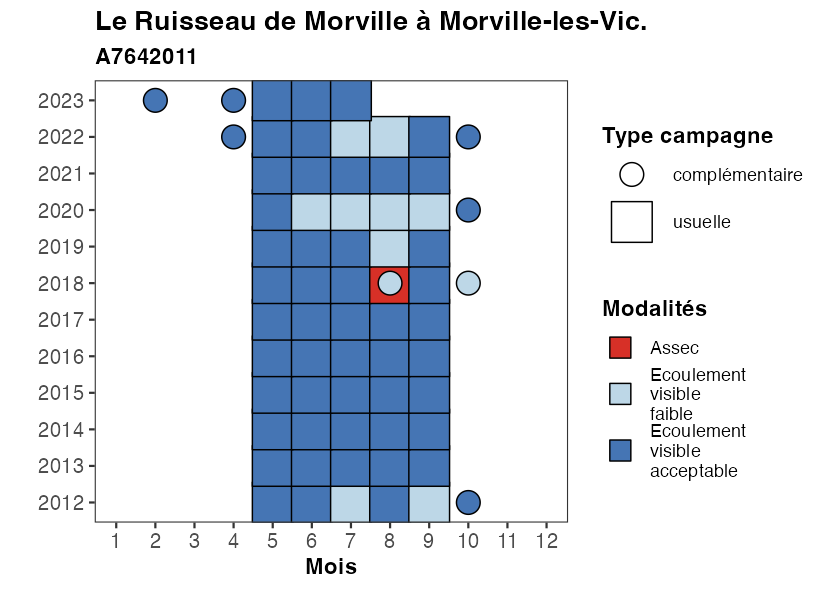 Le Ruisseau de Morville à Morville-les-Vic.
A7642011
2023
2022
2021
2020
2019
2018
2017
2016
2015
2014
2013
2012
1 2 3 4 5 6 7 8 9 10 11 12
Mois
Type campagne
complémentaire
usuelle
Modalités
Assec
Ecoulement
visible
faible
Ecoulement
visible
acceptable